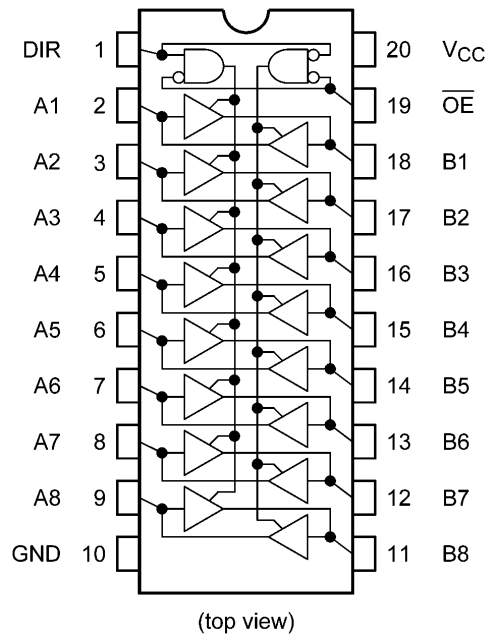 DIR 1 20 VCC
A1 2 19 O̅E̅
A2 3 18 B1
A3 4 17 B2
A4 5 16 B3
A5 6 15 B4
A6 7 14 B5
A7 8 13 B6
A8 9 12 B7
GND 10 11 B8
(top view)